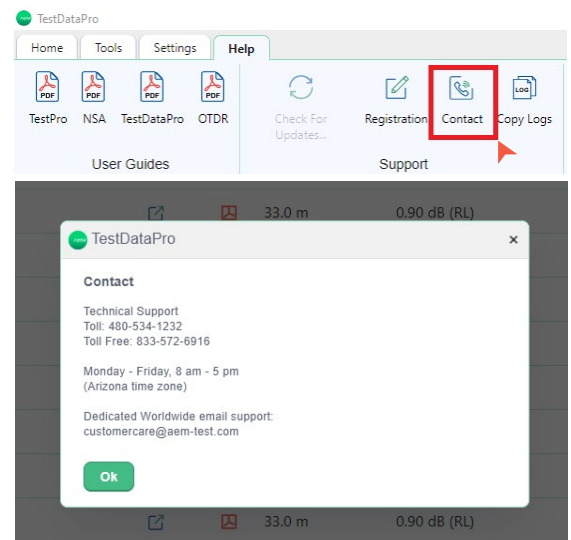 TestDataPro
Home Tools Settings Help
PDF PDF PDF PDF LOG
TestPro NSA TestDataPro OTDR Check For Updates... Registration Contact Copy Logs
User Guides Support
33.0 m 0.90 dB (RL)
TestDataPro ×
Contact
Technical Support
Toll: 480-534-1232
Toll Free: 833-572-6916
Monday - Friday, 8 am - 5 pm
(Arizona time zone)
Dedicated Worldwide email support:
customercare@aem-test.com
Ok
33.0 m 0.90 dB (RL)